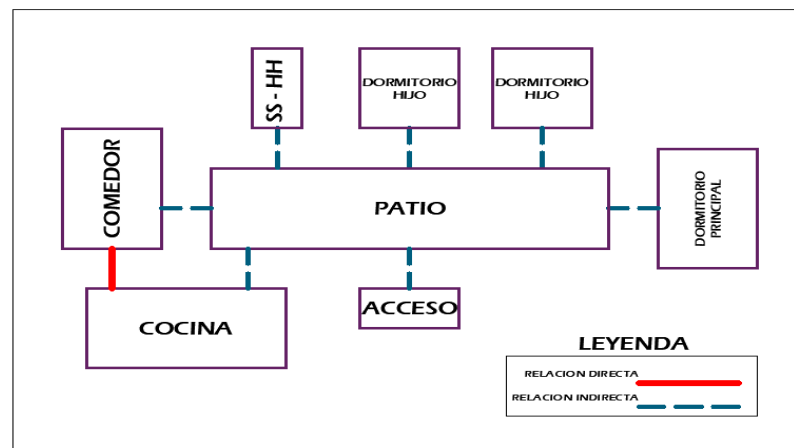 SS - HH
DORMITORIO
HIJO
DORMITORIO
HIJO
COMEDOR
PATIO
DORMITORIO
PRINCIPAL
COCINA
ACCESO
LEYENDA
RELACION DIRECTA
RELACION INDIRECTA